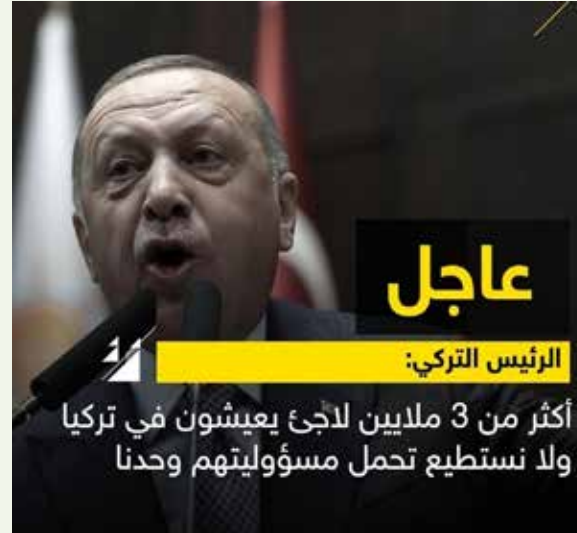 عاجل
الرئيس التركي:
أكثر من 3 ملايين لاجئ يعيشون في تركيا
ولا نستطيع تحمل مسؤوليتهم وحدنا